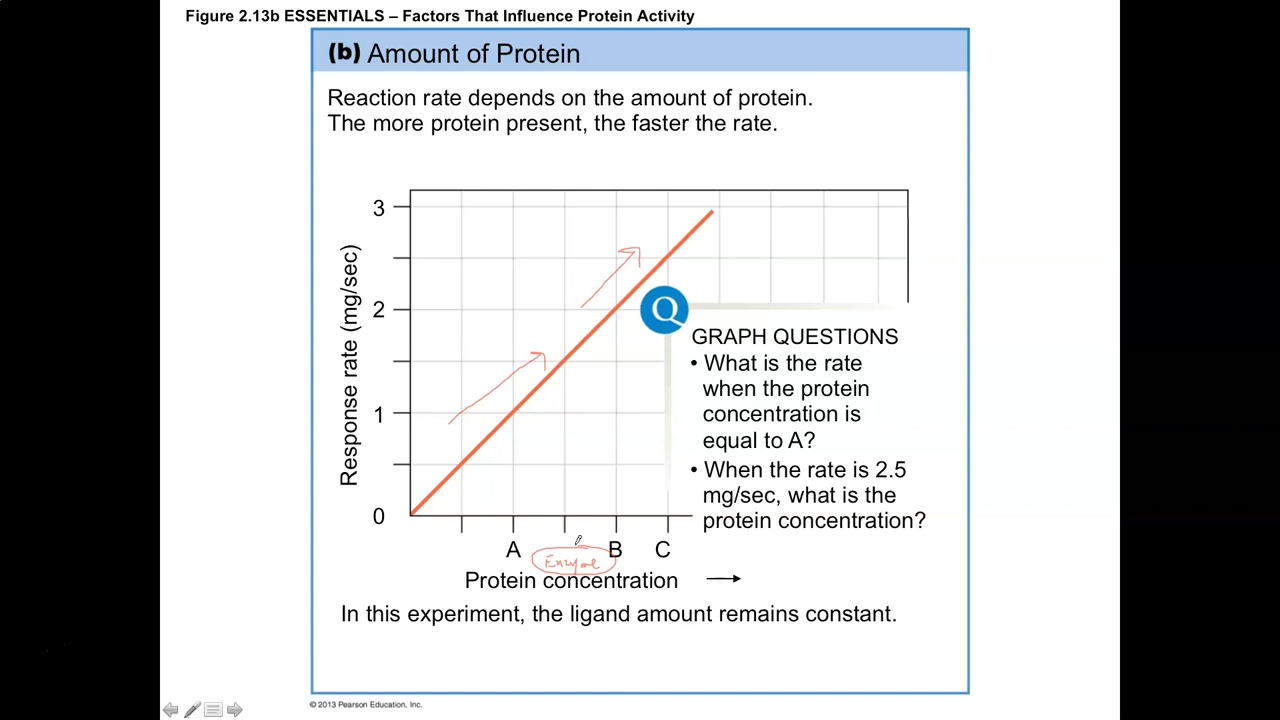 Figure 2.13b ESSENTIALS – Factors That Influence Protein Activity
(b) Amount of Protein
Reaction rate depends on the amount of protein.
The more protein present, the faster the rate.
Response rate (mg/sec)
3
2
1
0
Q
GRAPH QUESTIONS
• What is the rate
when the protein
concentration is
equal to A?
• When the rate is 2.5
mg/sec, what is the
protein concentration?
A B C
Enzyme
Protein concentration
In this experiment, the ligand amount remains constant.
© 2013 Pearson Education, Inc.